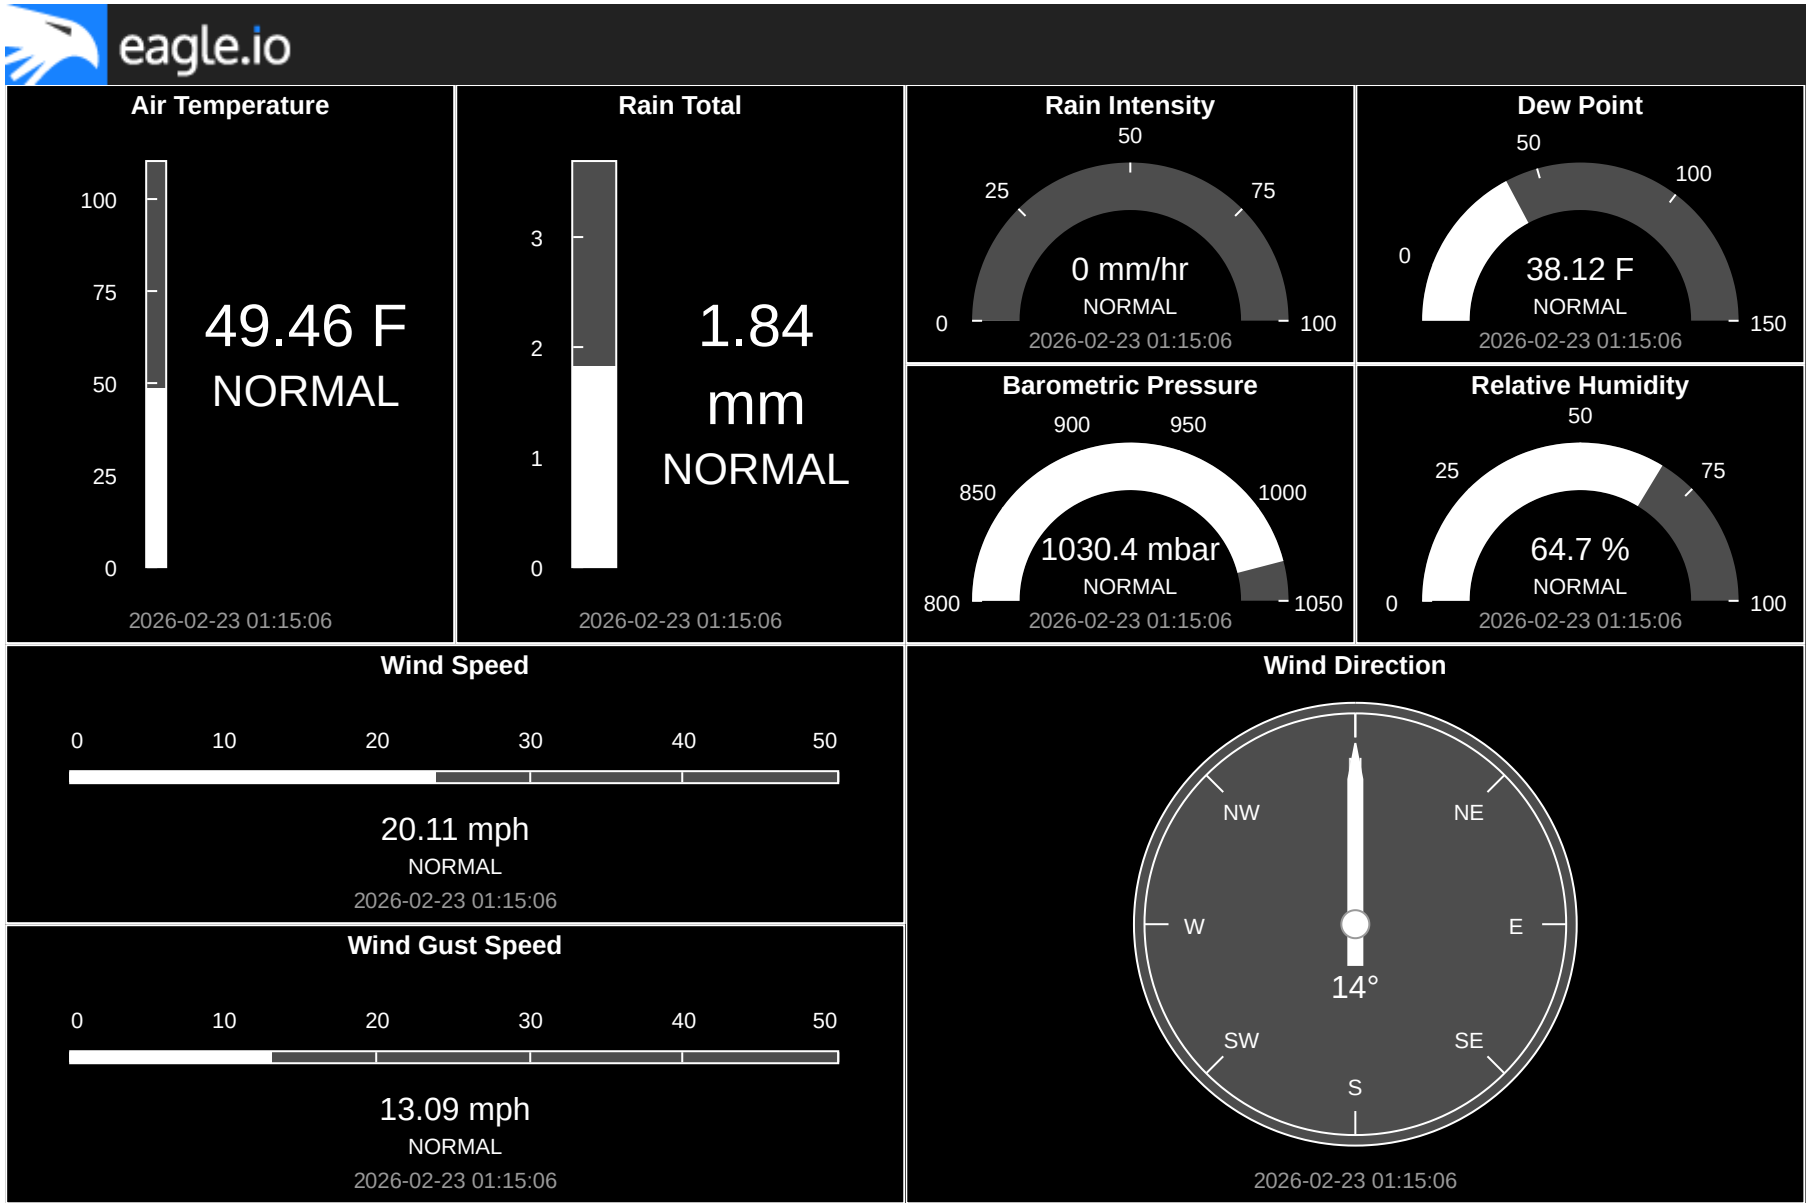 eagle.io
Air Temperature
100
75
50
25
0
49.46 F
NORMAL
2026-02-23 01:15:06
Rain Total
3
2
1
0
1.84
mm
NORMAL
2026-02-23 01:15:06
Rain Intensity
50
25
75
0
100
0 mm/hr
NORMAL
2026-02-23 01:15:06
Dew Point
50
100
0
150
38.12 F
NORMAL
2026-02-23 01:15:06
Barometric Pressure
900
950
850
1000
800
1050
1030.4 mbar
NORMAL
2026-02-23 01:15:06
Relative Humidity
50
25
75
0
100
64.7 %
NORMAL
2026-02-23 01:15:06
Wind Speed
0 10 20 30 40 50
20.11 mph
NORMAL
2026-02-23 01:15:06
Wind Gust Speed
0 10 20 30 40 50
13.09 mph
NORMAL
2026-02-23 01:15:06
Wind Direction
NW
NE
W
E
14°
SW
SE
S
2026-02-23 01:15:06